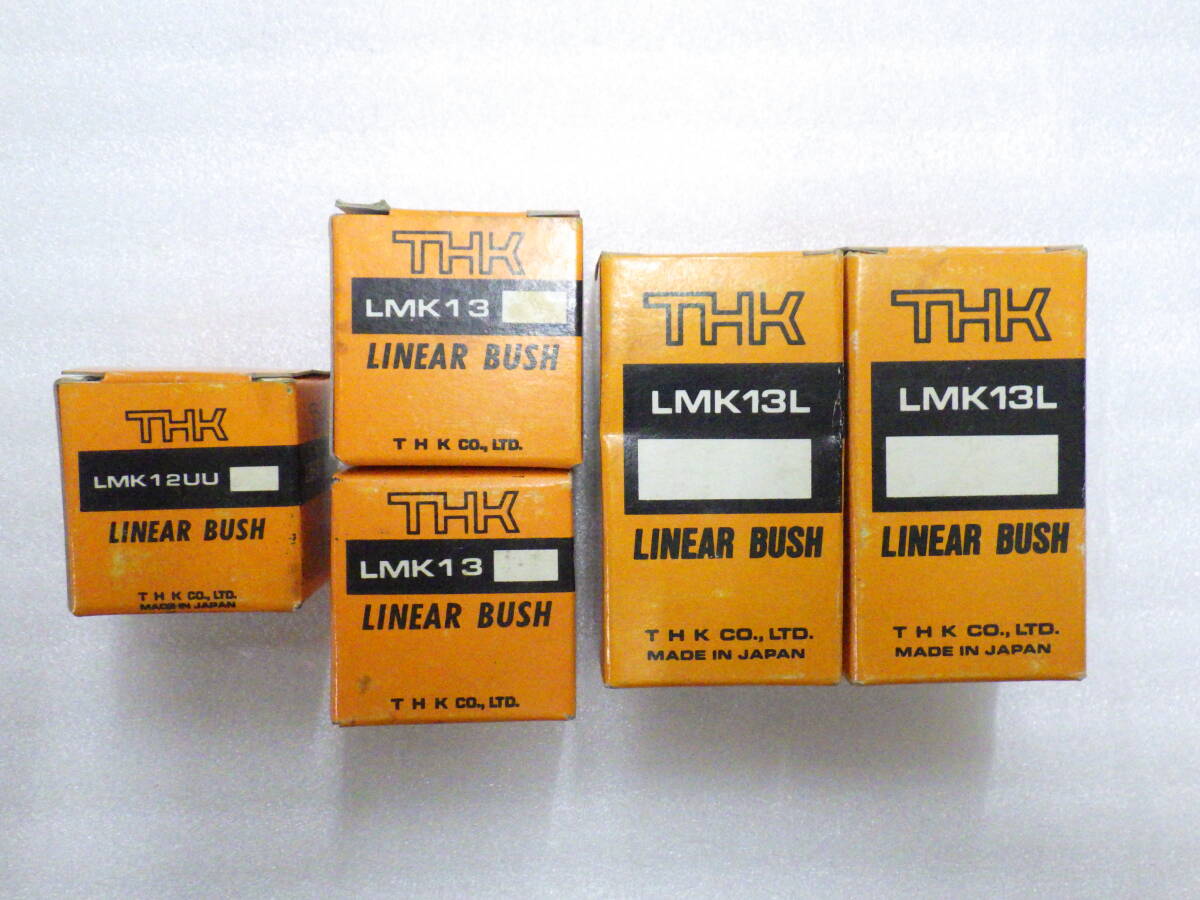 THK
LMK12UU
LINEAR BUSH
T H K CO., LTD.
MADE IN JAPAN
THK
LMK13
LINEAR BUSH
T H K CO., LTD.
THK
LMK13
LINEAR BUSH
T H K CO., LTD.
THK
LMK13L
LINEAR BUSH
T H K CO., LTD.
MADE IN JAPAN
THK
LMK13L
LINEAR BUSH
T H K CO., LTD.
MADE IN JAPAN